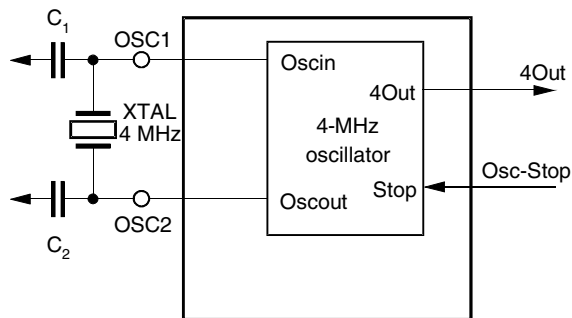 C1
OSC1
Oscin
4Out
4Out
XTAL
4 MHz
4-MHz
oscillator
Osc-Stop
Stop
Oscout
OSC2
C2